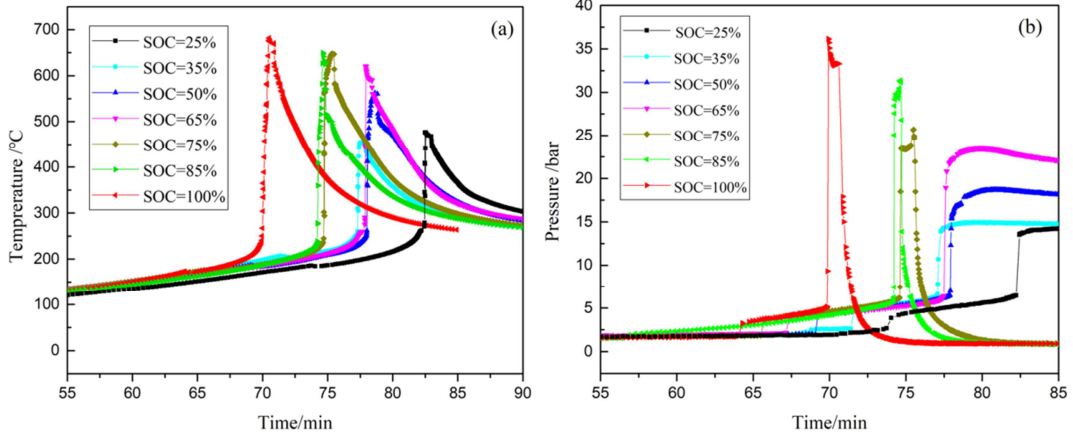 (a)
SOC=25%
SOC=35%
SOC=50%
SOC=65%
SOC=75%
SOC=85%
SOC=100%
700
600
500
400
300
200
100
0
Temprerature /°C
55 60 65 70 75 80 85 90
Time/min
(b)
SOC=25%
SOC=35%
SOC=50%
SOC=65%
SOC=75%
SOC=85%
SOC=100%
40
35
30
25
20
15
10
5
0
Pressure /bar
55 60 65 70 75 80 85
Time/min